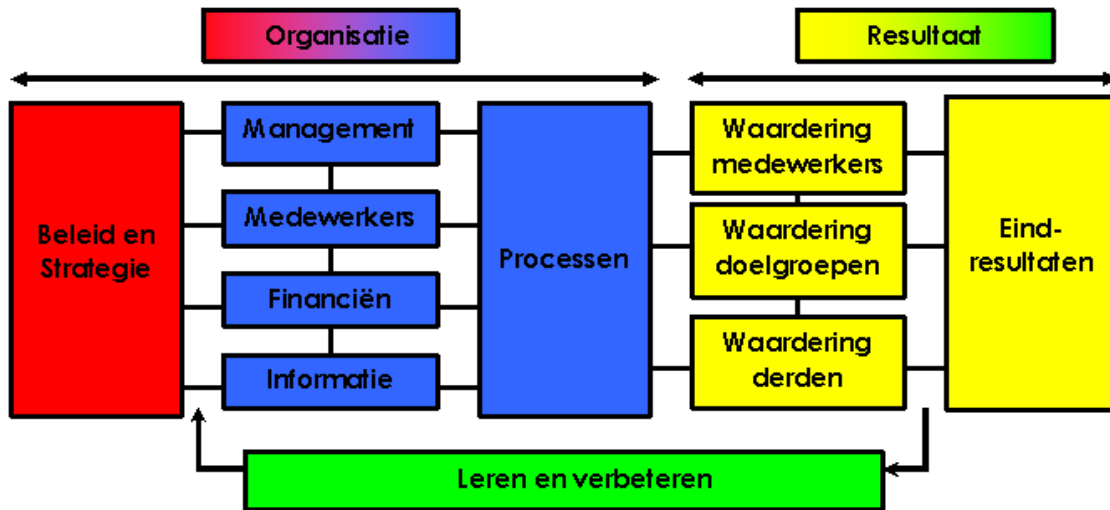 Organisatie
Resultaat
Beleid en
Strategie
Management
Medewerkers
Financiën
Informatie
Processen
Waardering
medewerkers
Waardering
doelgroepen
Waardering
derden
Eind-
resultaten
Leren en verbeteren